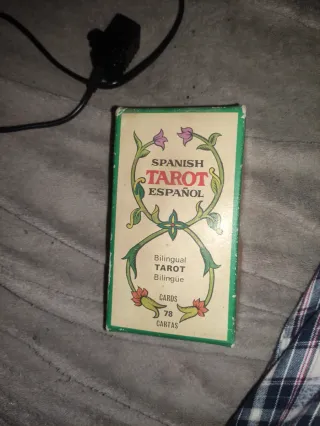 SPANISH
TAROT
ESPAÑOL
Bilingual
TAROT
Bilingüe
CARDS
78
CARTAS